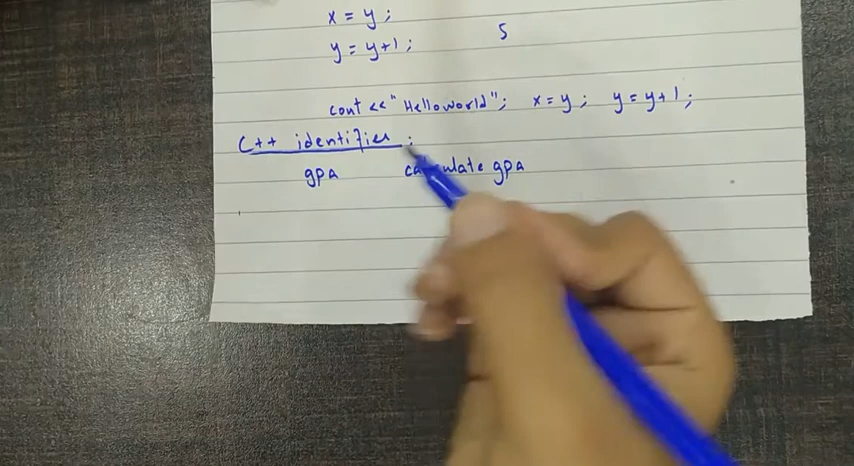 x = y ;
y = y+1 ; 5
cout << "Helloworld"; x = y ; y = y+1 ;
C++ identifier :
gpa gpa